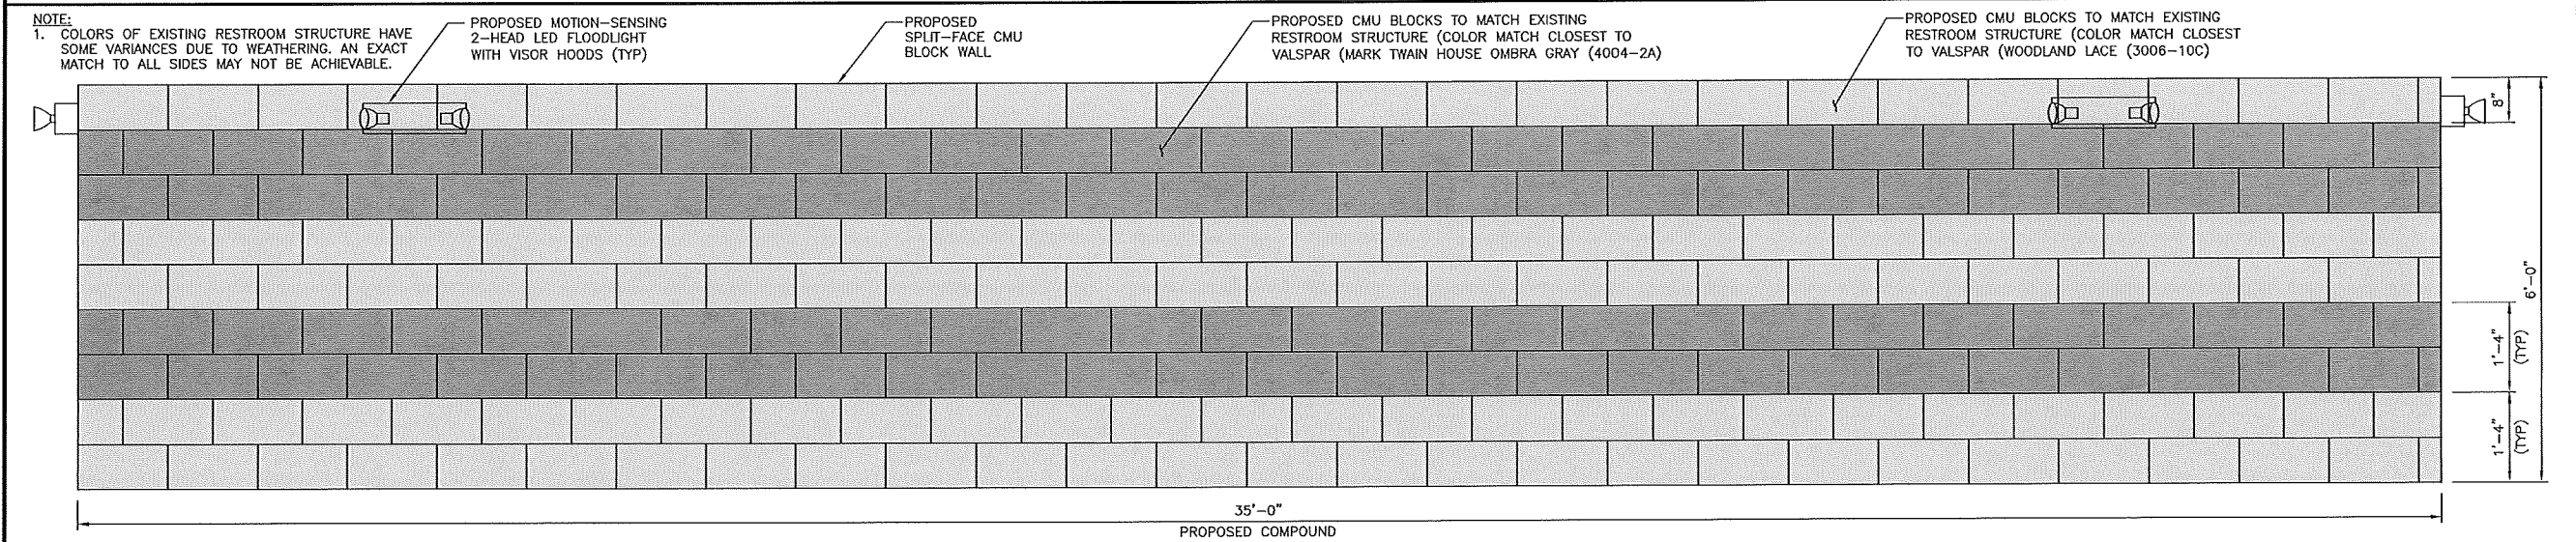 NOTE:
1. COLORS OF EXISTING RESTROOM STRUCTURE HAVE
SOME VARIANCES DUE TO WEATHERING. AN EXACT
MATCH TO ALL SIDES MAY NOT BE ACHIEVABLE.
PROPOSED MOTION-SENSING
2-HEAD LED FLOODLIGHT
WITH VISOR HOODS (TYP)
PROPOSED
SPLIT-FACE CMU
BLOCK WALL
PROPOSED CMU BLOCKS TO MATCH EXISTING
RESTROOM STRUCTURE (COLOR MATCH CLOSEST TO
VALSPAR (MARK TWAIN HOUSE OMBRA GRAY (4004-2A)
PROPOSED CMU BLOCKS TO MATCH EXISTING
RESTROOM STRUCTURE (COLOR MATCH CLOSEST
TO VALSPAR (WOODLAND LACE (3006-10C)
8"
6'-0"
1'-4"
(TYP)
1'-4"
(TYP)
35'-0"
PROPOSED COMPOUND